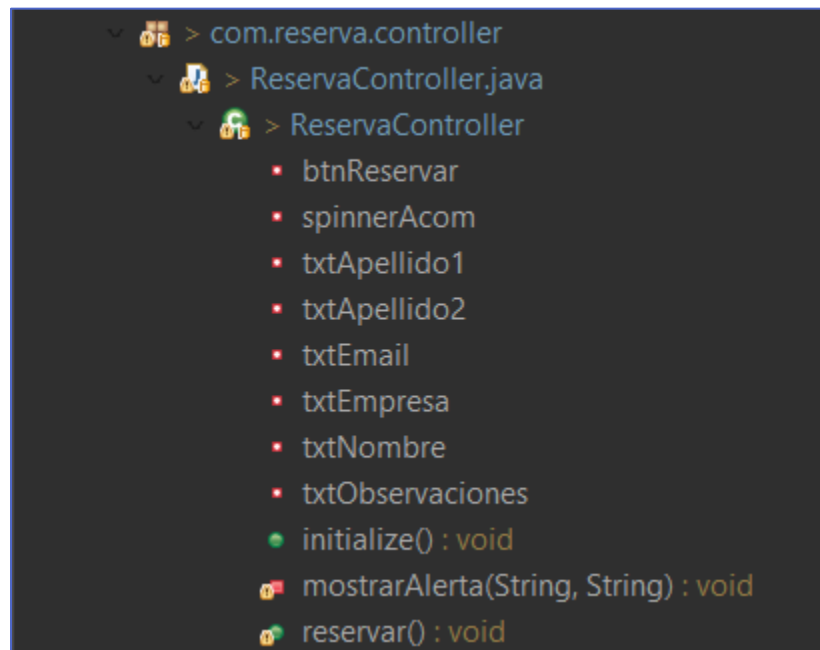 > com.reserva.controller
> ReservaController.java
> ReservaController
btnReservar
spinnerAcom
txtApellido1
txtApellido2
txtEmail
txtEmpresa
txtNombre
txtObservaciones
initialize() : void
mostrarAlerta(String, String) : void
reservar() : void